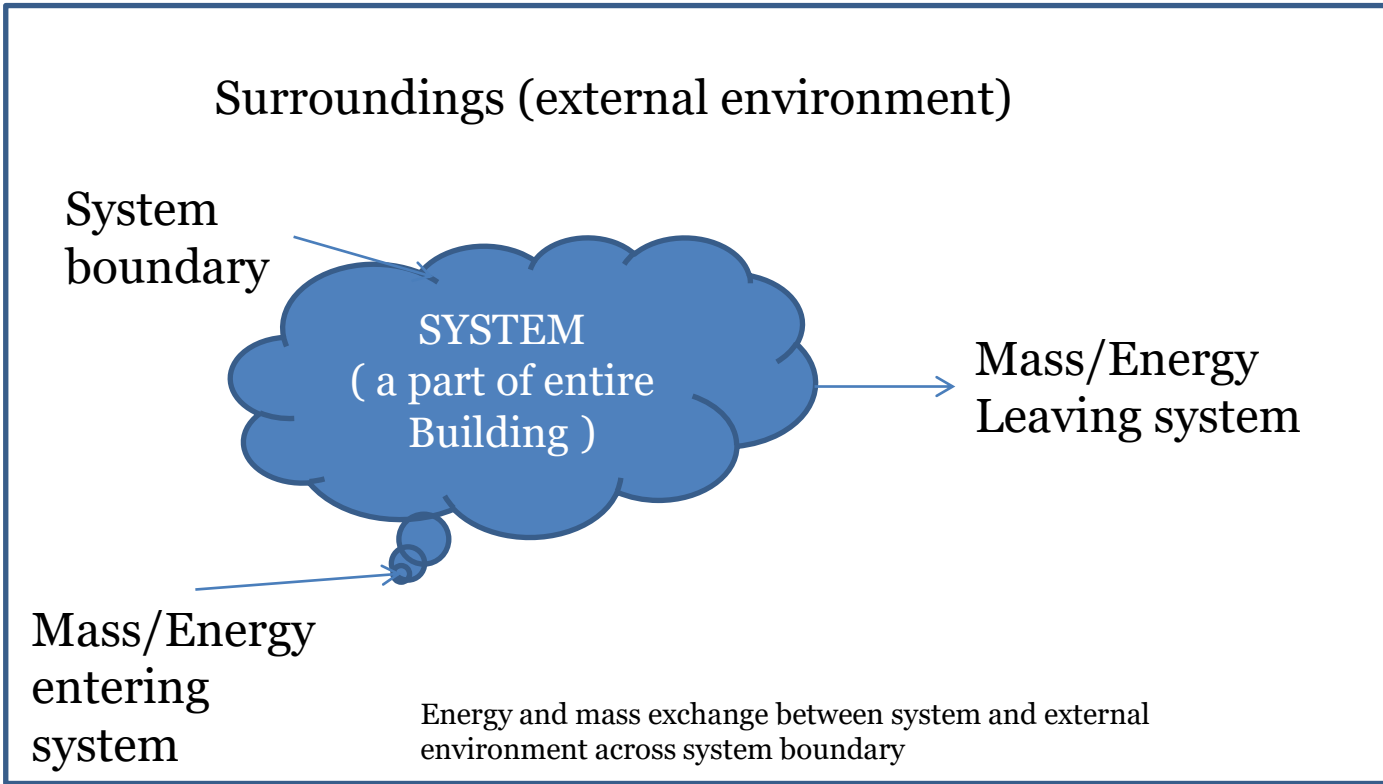 Surroundings (external environment)
System
boundary
SYSTEM
( a part of entire
Building )
Mass/Energy
Leaving system
Mass/Energy
entering
system
Energy and mass exchange between system and external
environment across system boundary